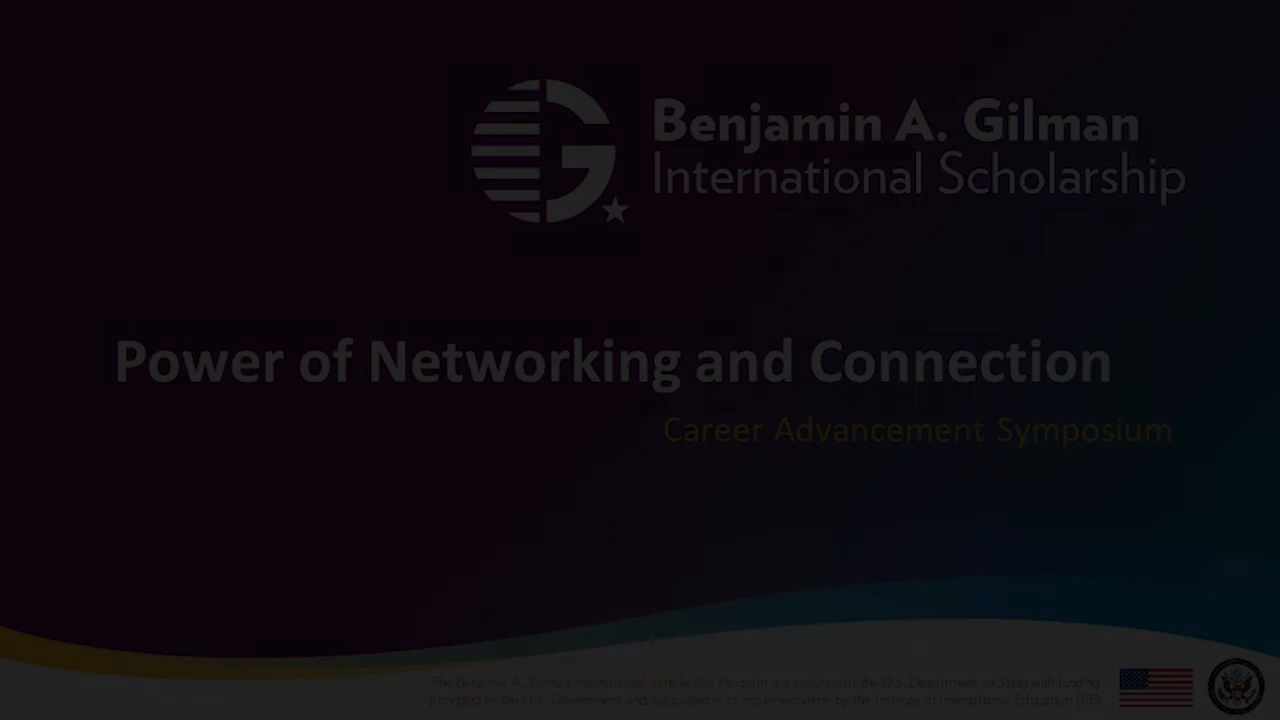 Benjamin A. Gilman
International Scholarship
Power of Networking and Connection
Career Advancement Symposium
The Benjamin A. Gilman International Scholarship Program is a program of the U.S. Department of State with funding
provided by the U.S. Government and supported in its implementation by the Institute of International Education (IIE)